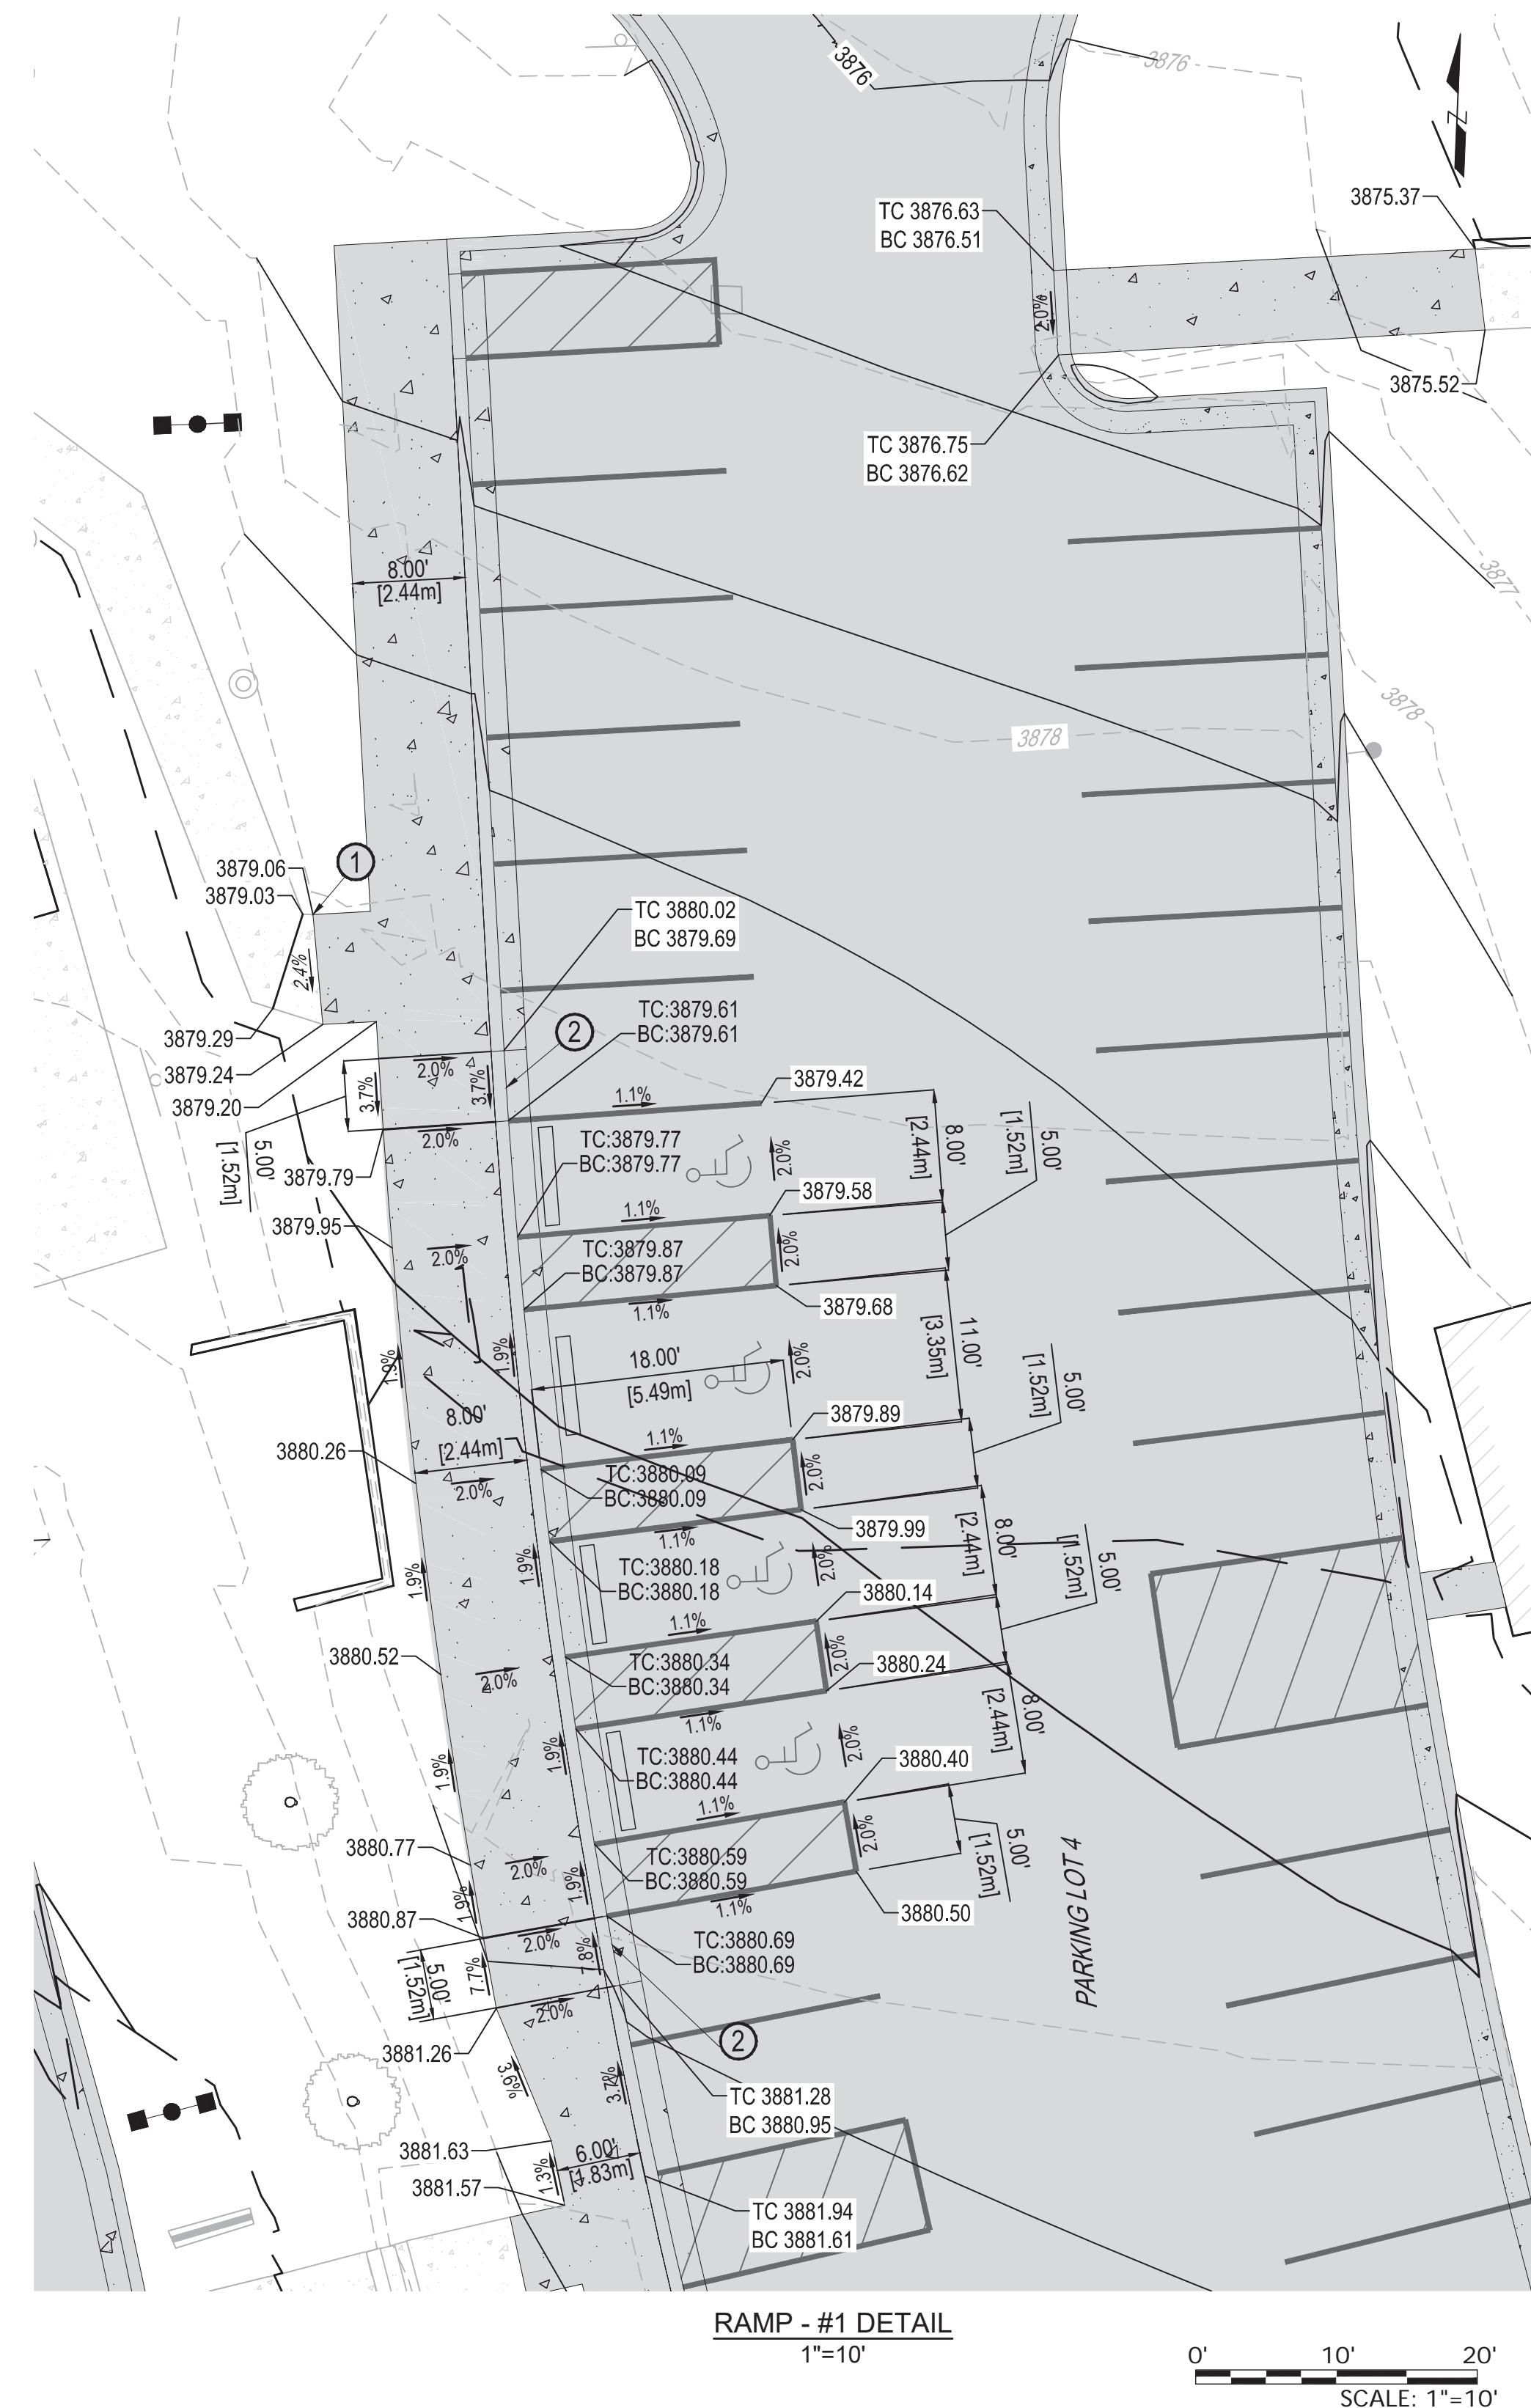 3876
3876
N
3875.37
TC 3876.63
BC 3876.51
2.0%
3875.52
TC 3876.75
BC 3876.62
8.00'
[2.44m]
3877
3878
3878
1
3879.06
3879.03
2.4%
TC 3880.02
BC 3879.69
TC:3879.61
BC:3879.61
2
3879.29
3879.24
3879.20
2.0%
3.7%
3.7%
2.0%
5.00'
[1.52m]
3879.79
1.1%
3879.42
8.00'
[2.44m]
5.00'
[1.52m]
TC:3879.77
BC:3879.77
2.0%
3879.58
1.1%
3879.95
2.0%
TC:3879.87
BC:3879.87
2.0%
1.1%
3879.68
11.00'
[3.35m]
1.9%
1.9%
18.00'
[5.49m]
2.0%
5.00'
[1.52m]
8.00'
[2.44m]
3879.89
1.1%
3880.26
2.0%
TC:3880.09
BC:3880.09
2.0%
3879.99
1.1%
8.00'
[2.44m]
5.00'
[1.52m]
1.9%
1.9%
TC:3880.18
BC:3880.18
2.0%
3880.14
1.1%
3880.52
2.0%
TC:3880.34
BC:3880.34
2.0%
3880.24
1.1%
8.00'
[2.44m]
1.9%
1.9%
TC:3880.44
BC:3880.44
2.0%
3880.40
1.1%
3880.77
2.0%
TC:3880.59
BC:3880.59
2.0%
5.00'
[1.52m]
1.9%
1.9%
1.1%
3880.50
PARKING LOT 4
3880.87
2.0%
TC:3880.69
BC:3880.69
7.8%
7.7%
5.00'
[1.52m]
2.0%
2
3881.26
3.6%
3.7%
TC 3881.28
BC 3880.95
3881.63
6.00'
[1.83m]
1.3%
3881.57
TC 3881.94
BC 3881.61
RAMP - #1 DETAIL
1"=10'
0' 10' 20'
SCALE: 1"=10'